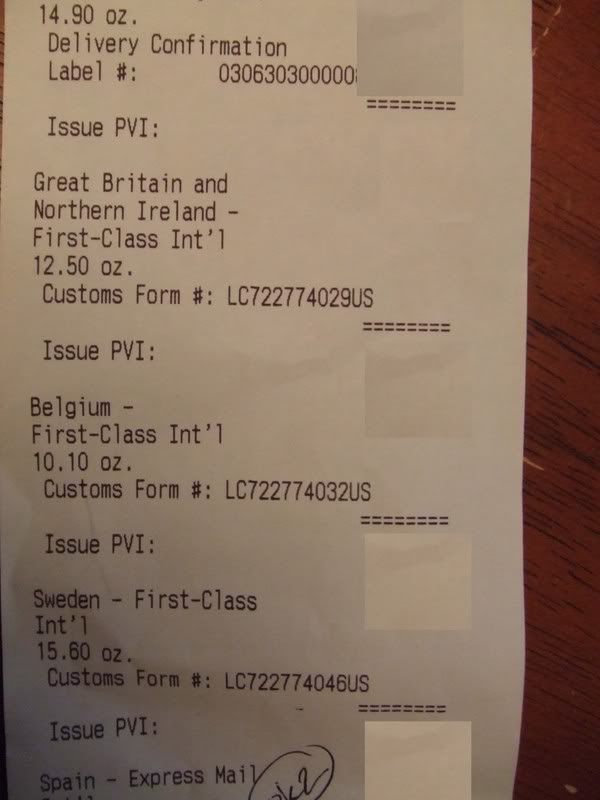 14.90 oz.
Delivery Confirmation
Label #: 030630300000
========
Issue PVI:
Great Britain and
Northern Ireland -
First-Class Int'l
12.50 oz.
Customs Form #: LC722774029US
========
Issue PVI:
Belgium -
First-Class Int'l
10.10 oz.
Customs Form #: LC722774032US
========
Issue PVI:
Sweden - First-Class
Int'l
15.60 oz.
Customs Form #: LC722774046US
========
Issue PVI:
Spain - Express Mail